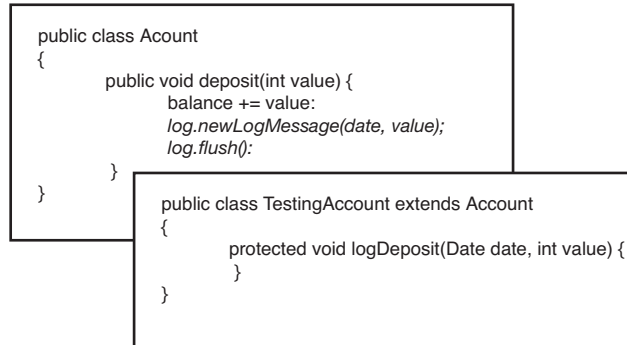 public class Acount
{
public void deposit(int value) {
balance += value:
log.newLogMessage(date, value);
log.flush():
}
}
public class TestingAccount extends Account
{
protected void logDeposit(Date date, int value) {
}
}